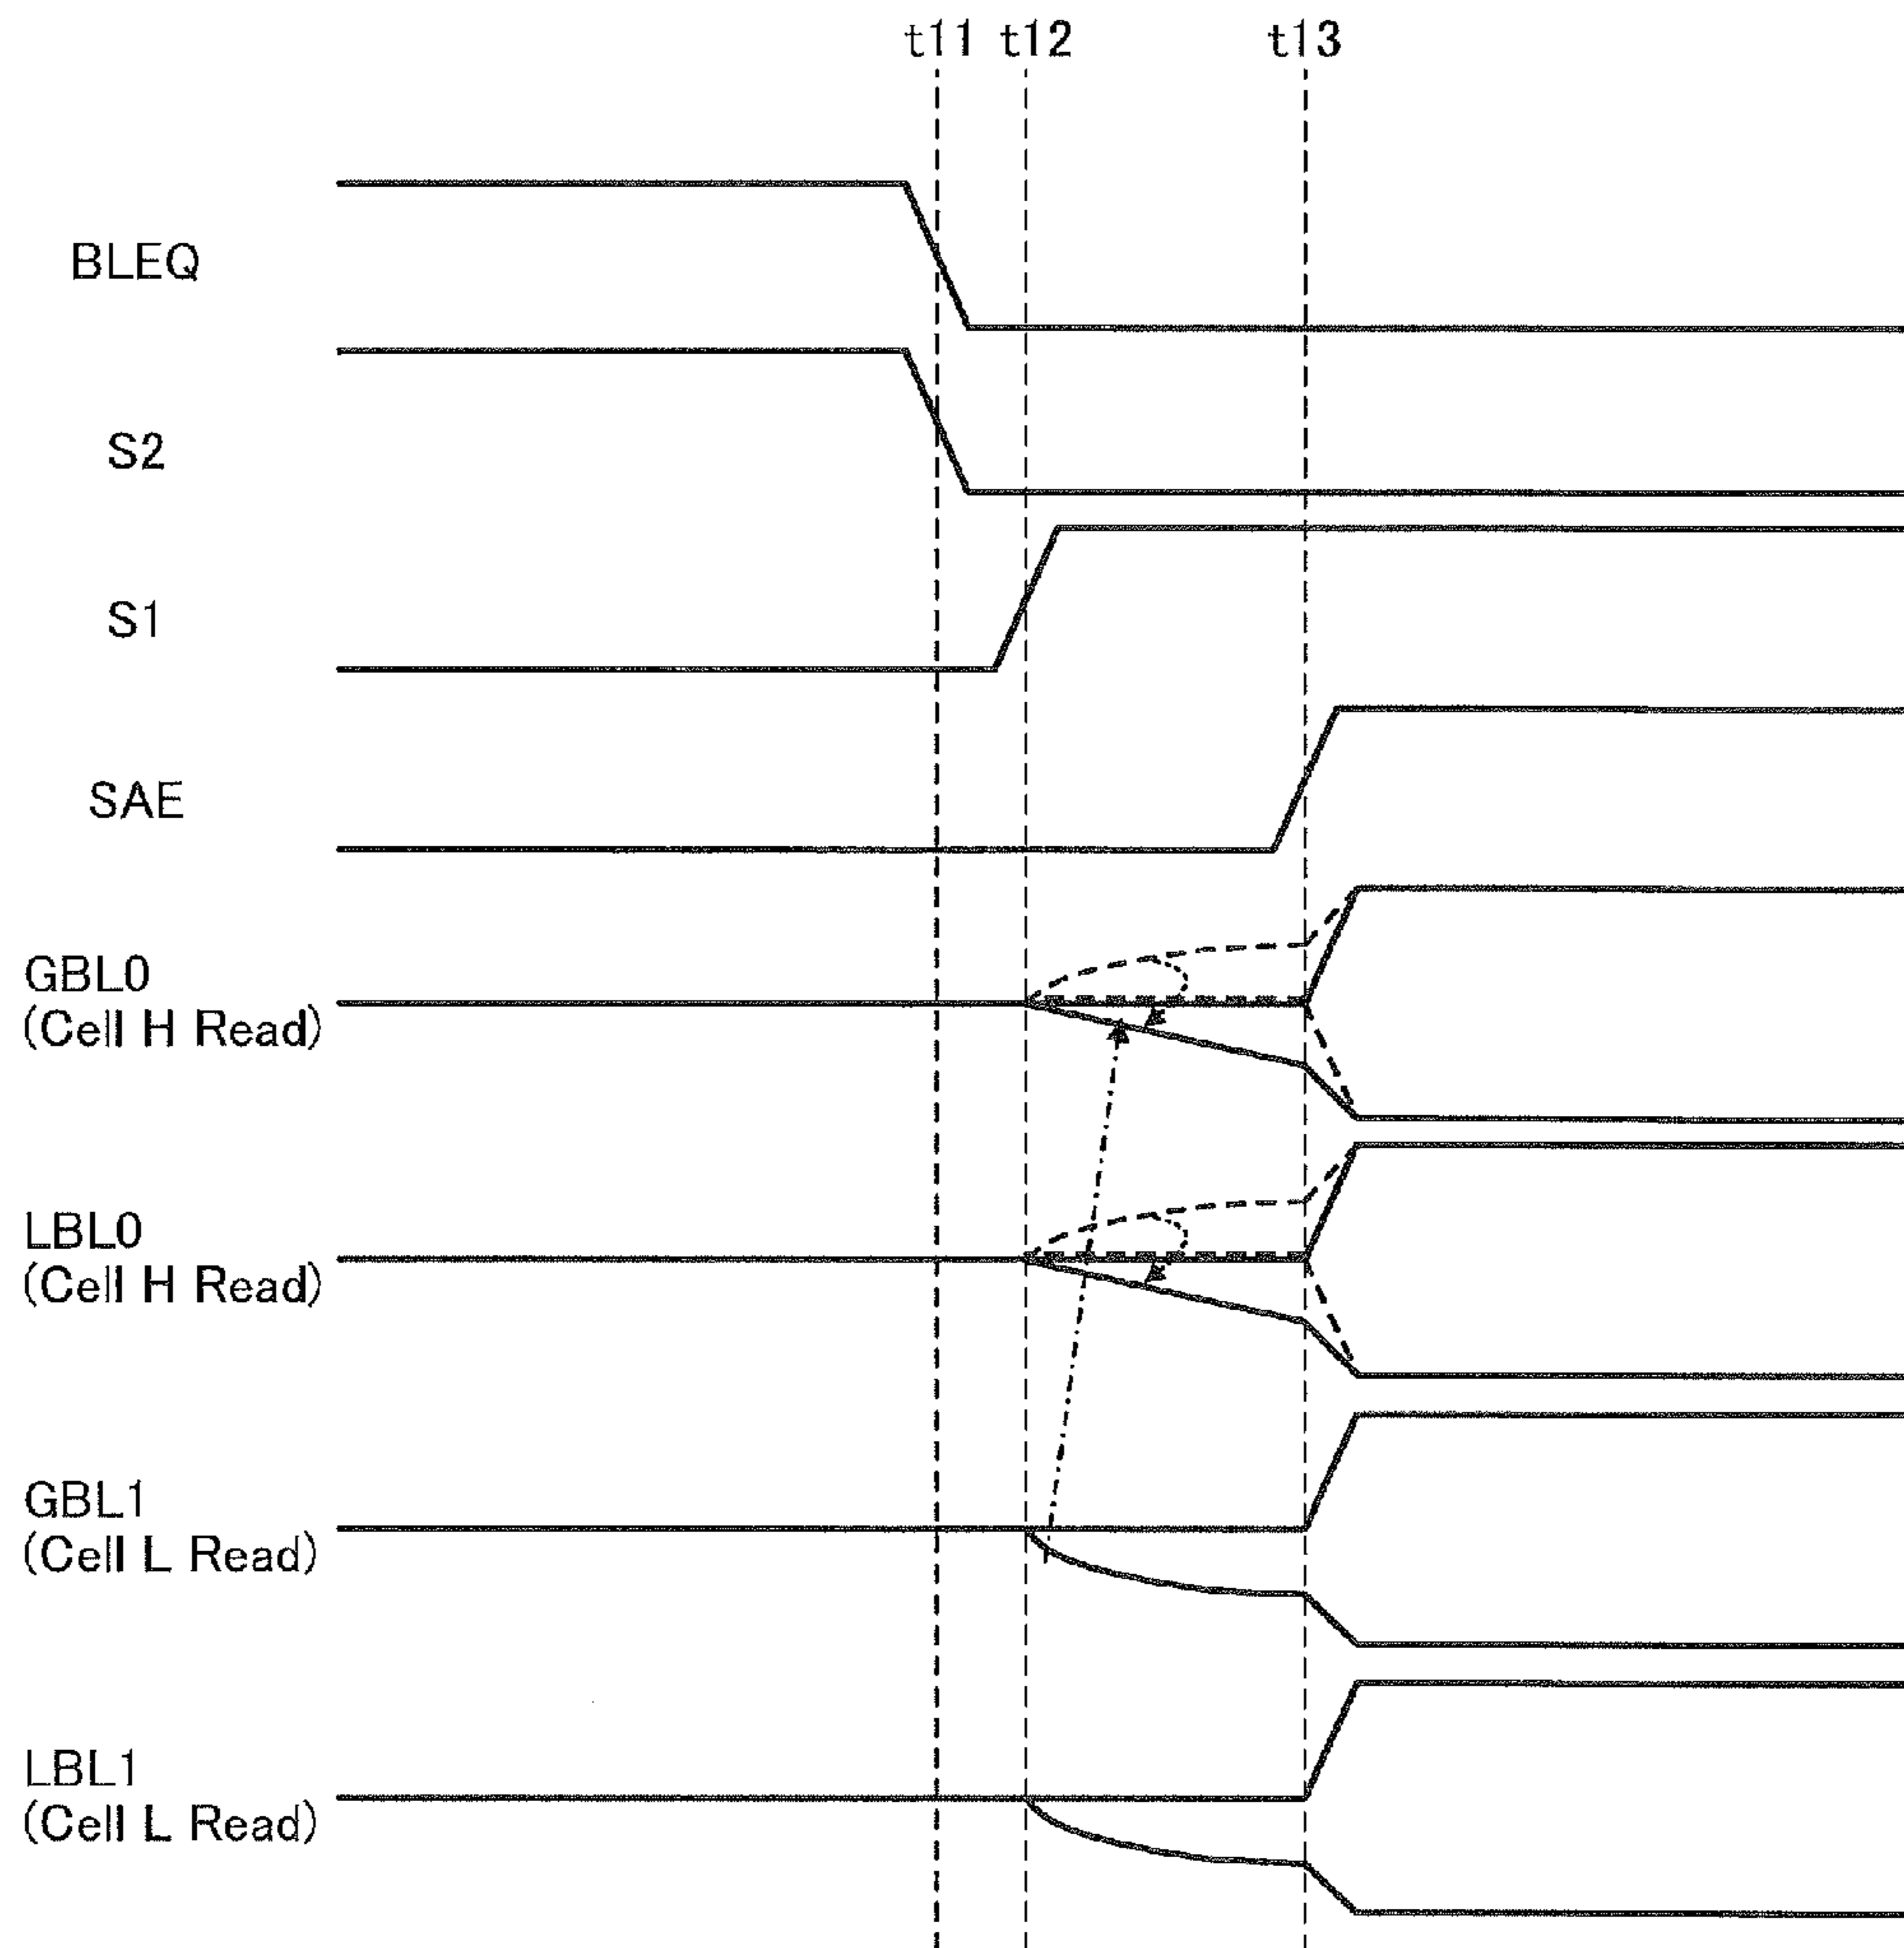 t11 t12 t13
BLEQ
S2
S1
SAE
GBL0
(Cell H Read)
LBL0
(Cell H Read)
GBL1
(Cell L Read)
LBL1
(Cell L Read)